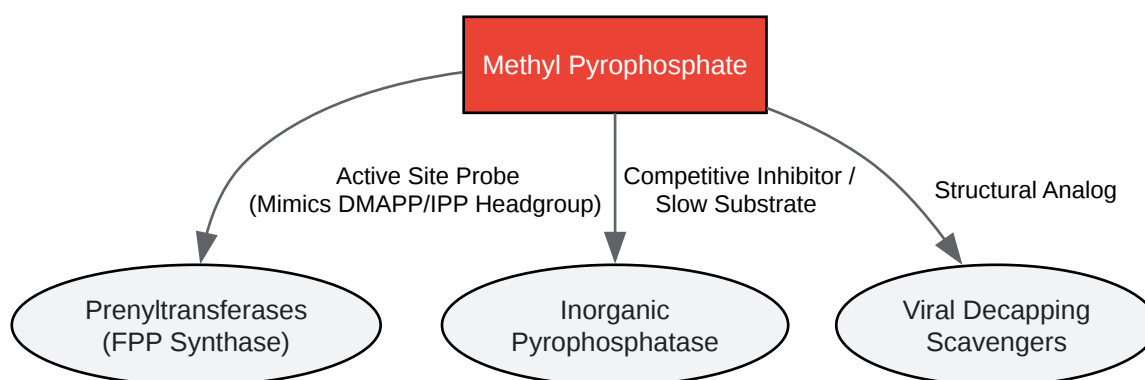 Methyl Pyrophosphate
Active Site Probe
(Mimics DMAPP/IPP Headgroup)
Competitive Inhibitor /
Slow Substrate
Structural Analog
Prenyltransferases
(FPP Synthase)
Inorganic
Pyrophosphatase
Viral Decapping
Scavengers